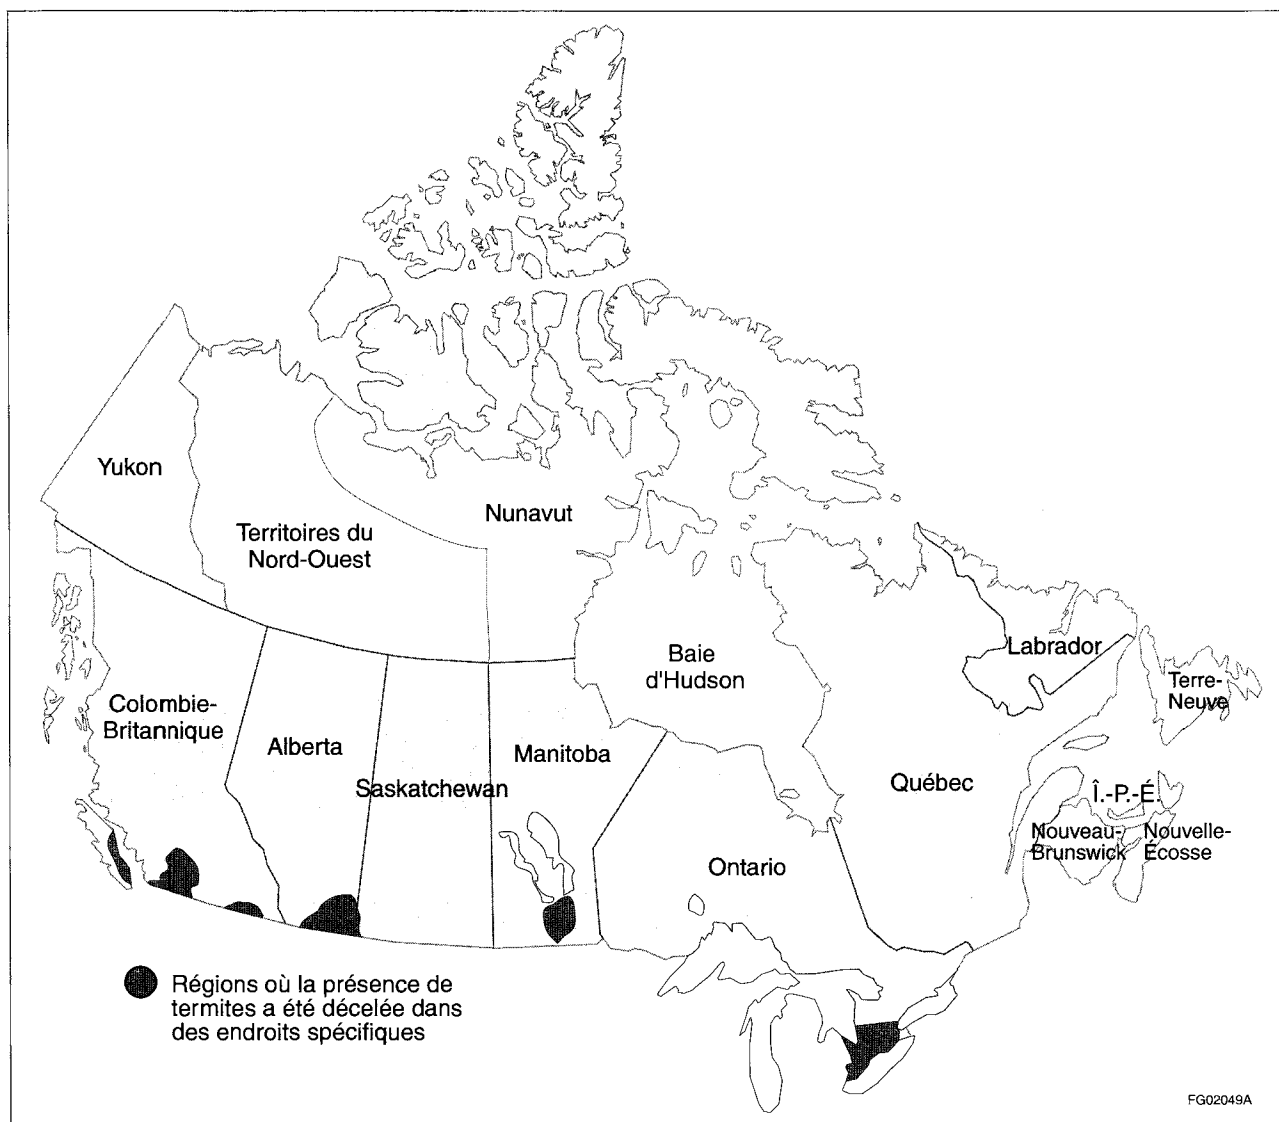 Yukon
Territoires du
Nord-Ouest
Nunavut
Baie
d'Hudson
Labrador
Terre-
Neuve
Colombie-
Britannique
Alberta
Saskatchewan
Manitoba
Ontario
Québec
Î.-P.-É.
Nouveau-
Brunswick
Nouvelle-
Écosse
Régions où la présence de
termites a été décelée dans
des endroits spécifiques
FG02049A